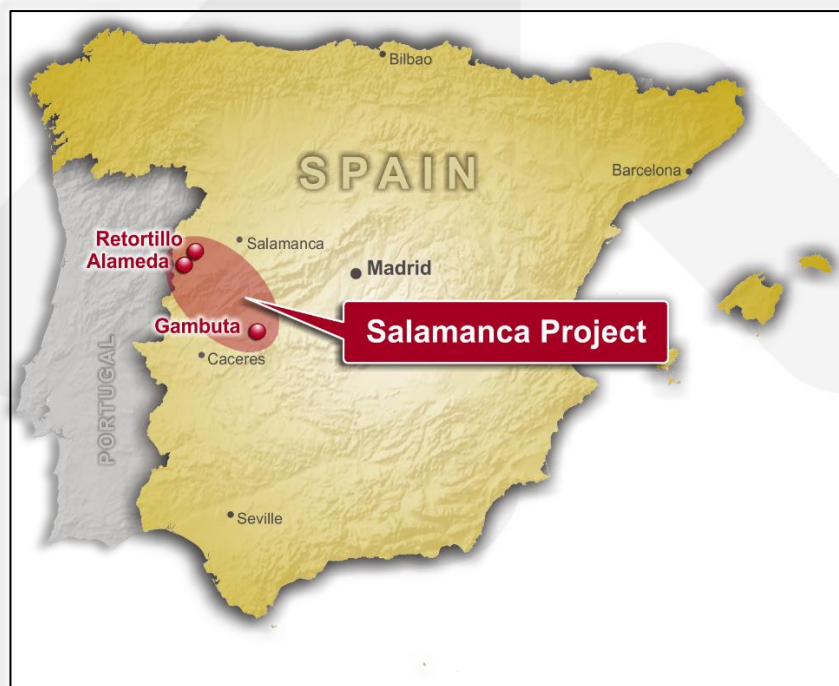 Bilbao
SPAIN
Barcelona
Retortillo
Salamanca
Alameda
Madrid
Gambuta
Salamanca Project
Caceres
PORTUGAL
Seville